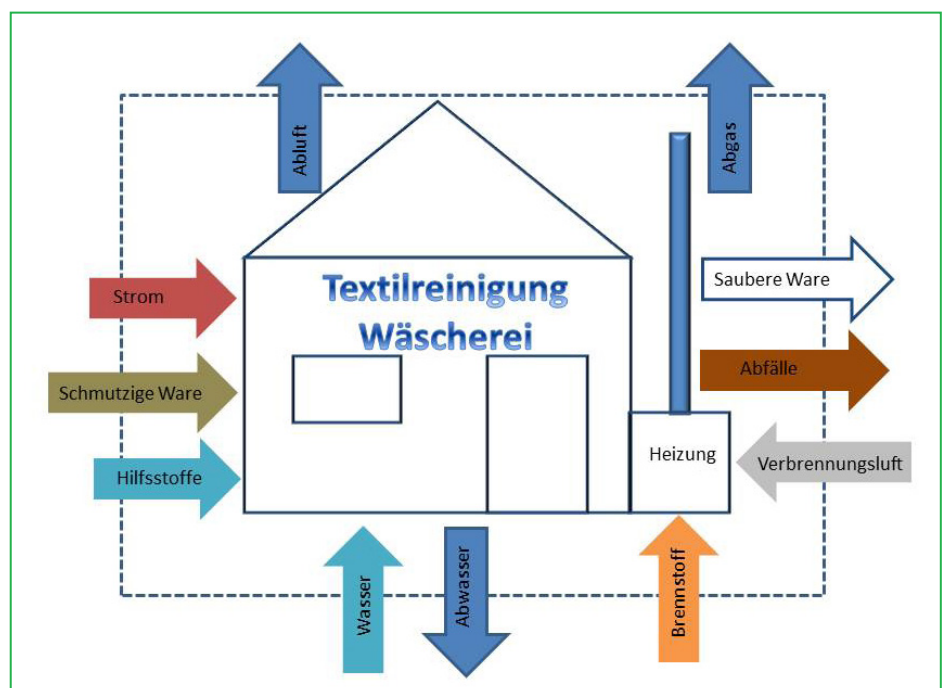 Abluft
Abgas
Textilreinigung
Wäscherei
Strom
Saubere Ware
Schmutzige Ware
Abfälle
Hilfsstoffe
Heizung
Verbrennungsluft
Wasser
Abwasser
Brennstoff